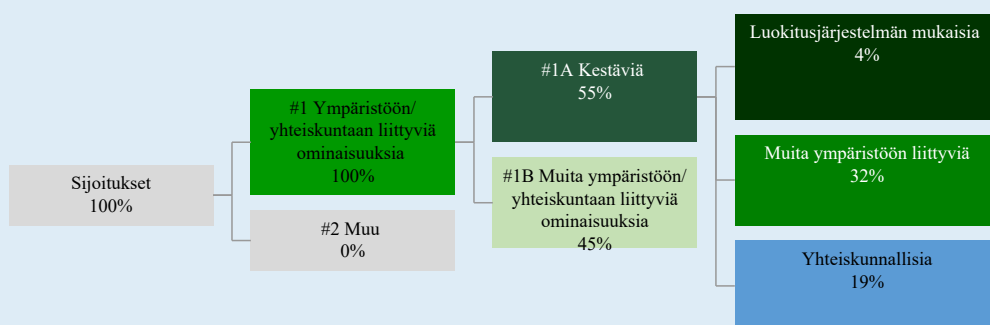 Sijoitukset
100%
#1 Ympäristöön/
yhteiskuntaan liittyviä
ominaisuuksia
100%
#2 Muu
0%
#1A Kestäviä
55%
#1B Muita ympäristöön/
yhteiskuntaan liittyviä
ominaisuuksia
45%
Luokitusjärjestelmän mukaisia
4%
Muita ympäristöön liittyviä
32%
Yhteiskunnallisia
19%